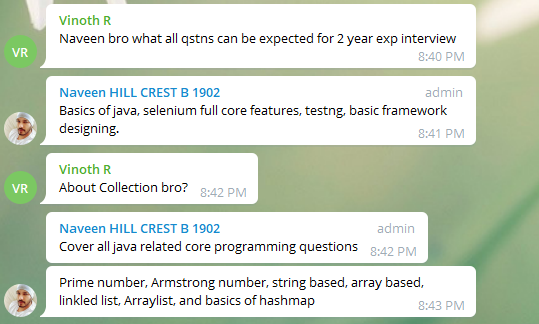 Vinoth R
Naveen bro what all qstns can be expected for 2 year exp interview
8:40 PM
VR
Naveen HILL CREST B 1902 admin
Basics of java, selenium full core features, testng, basic framework
designing.
8:41 PM
Vinoth R
About Collection bro? 8:42 PM
VR
Naveen HILL CREST B 1902 admin
Cover all java related core programming questions 8:42 PM
Prime number, Armstrong number, string based, array based,
linkled list, Arraylist, and basics of hashmap
8:43 PM